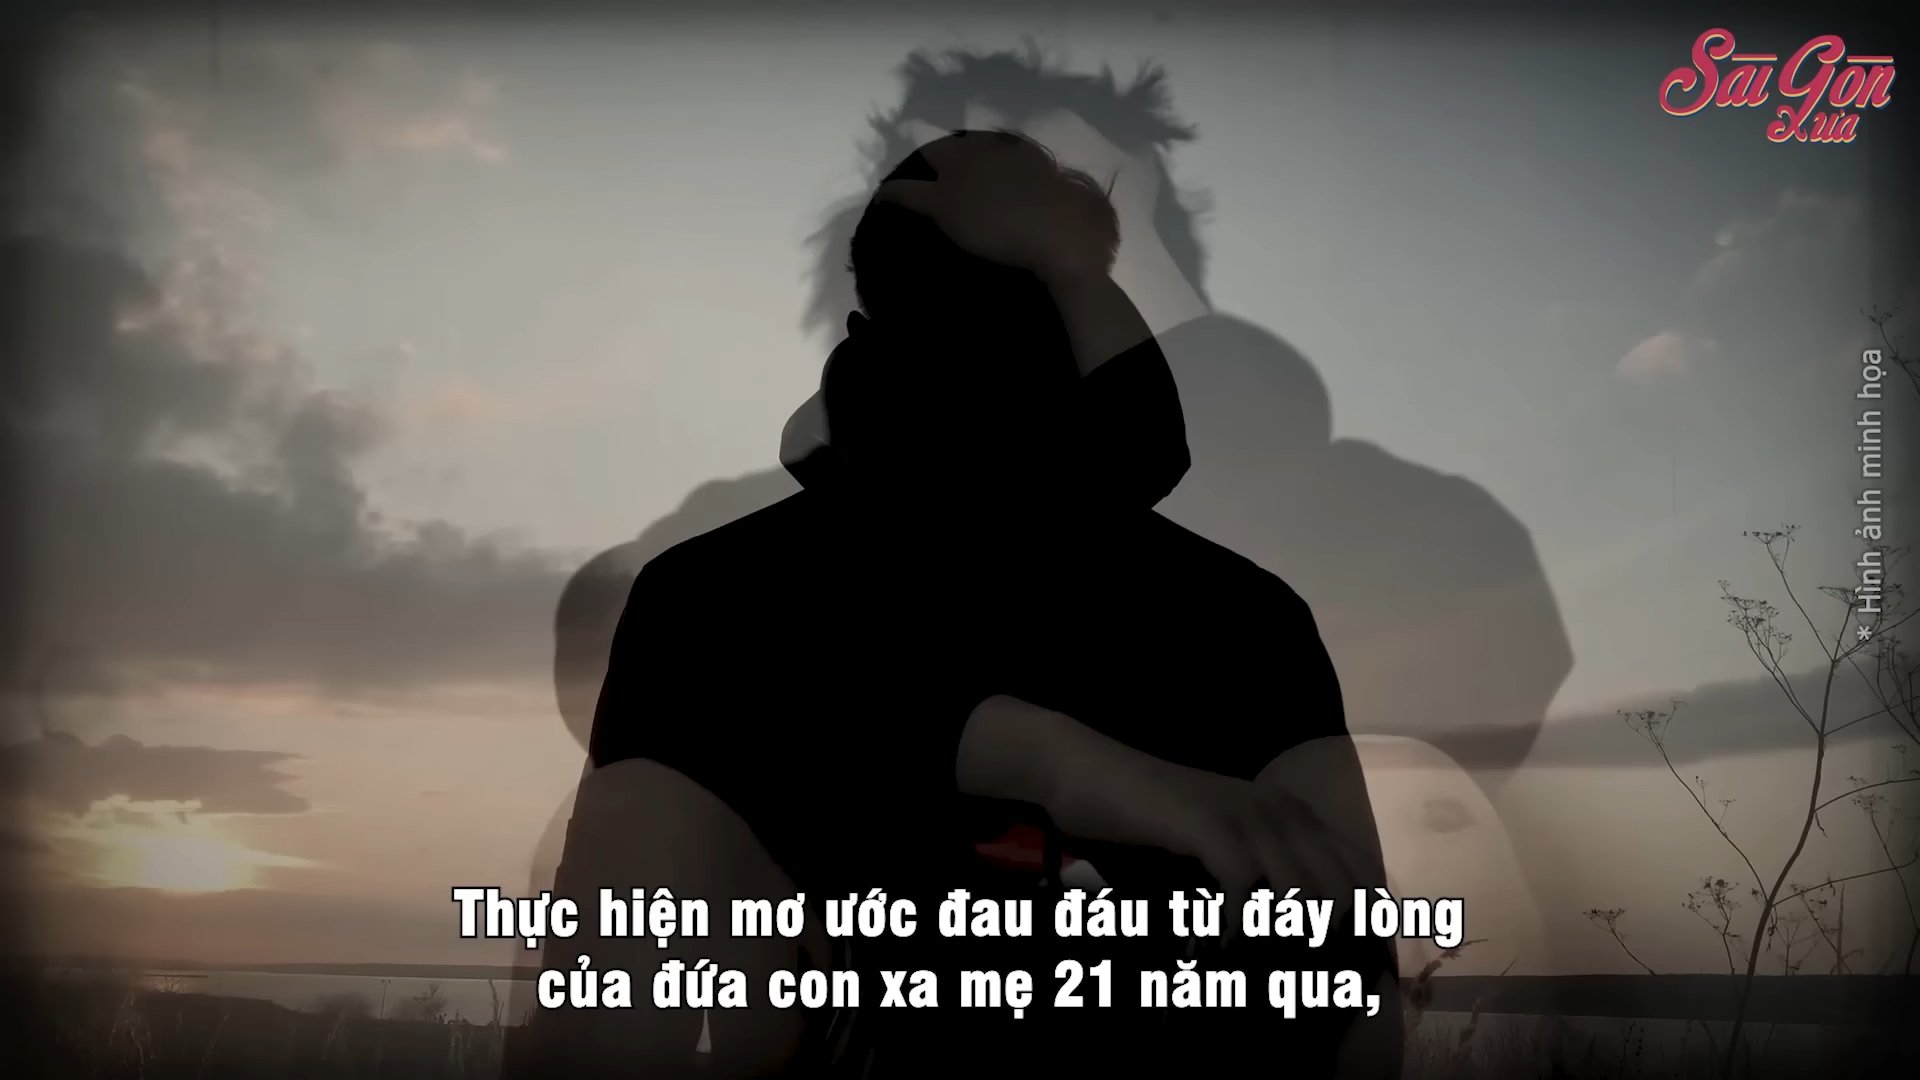 Sài Gòn
Xưa
* Hình ảnh minh họa
Thực hiện mơ ước đau đáu từ đáy lòng
của đứa con xa mẹ 21 năm qua,